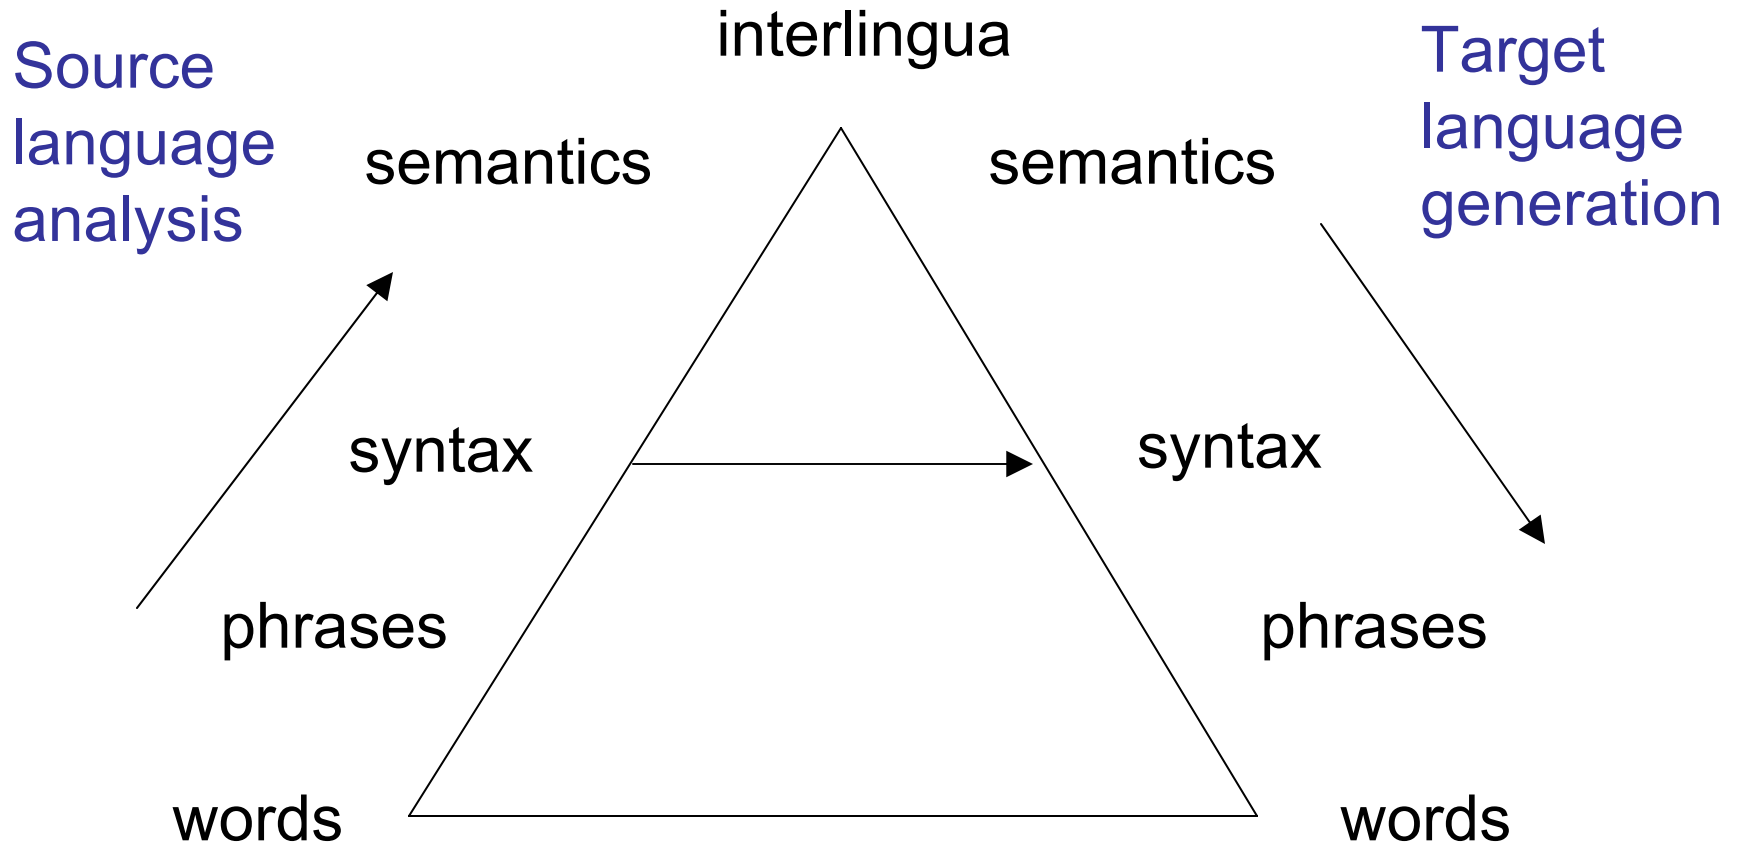 interlingua
Source
language
analysis
Target
language
generation
semantics
semantics
syntax
syntax
phrases
phrases
words
words